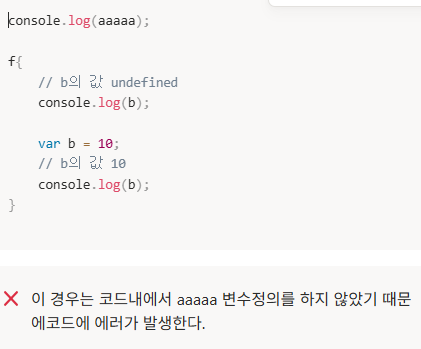 console.log(aaaaa);
f{
// b의 값 undefined
console.log(b);
var b = 10;
// b의 값 10
console.log(b);
}
이 경우는 코드내에서 aaaaa 변수정의를 하지 않았기 때문
에코드에 에러가 발생한다.